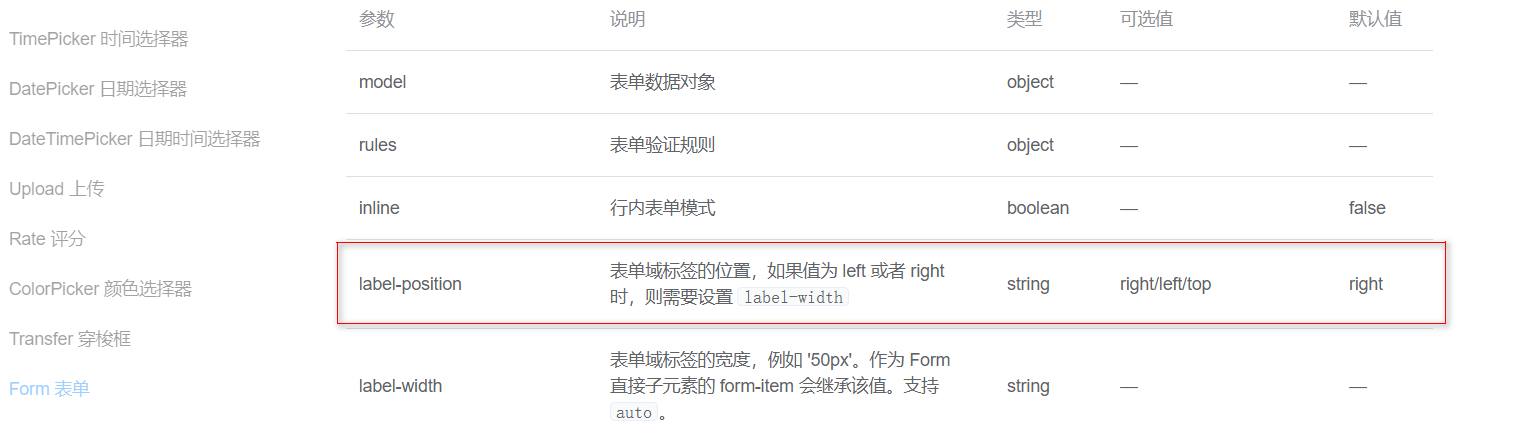 TimePicker 时间选择器
DatePicker 日期选择器
DateTimePicker 日期时间选择器
Upload 上传
Rate 评分
ColorPicker 颜色选择器
Transfer 穿梭框
Form 表单
参数 说明 类型 可选值 默认值
model 表单数据对象 object — —
rules 表单验证规则 object — —
inline 行内表单模式 boolean — false
label-position 表单域标签的位置，如果值为 left 或者 right
时，则需要设置 label-width string right/left/top right
label-width 表单域标签的宽度，例如 '50px'。作为 Form
直接子元素的 form-item 会继承该值。支持 string — —
auto 。